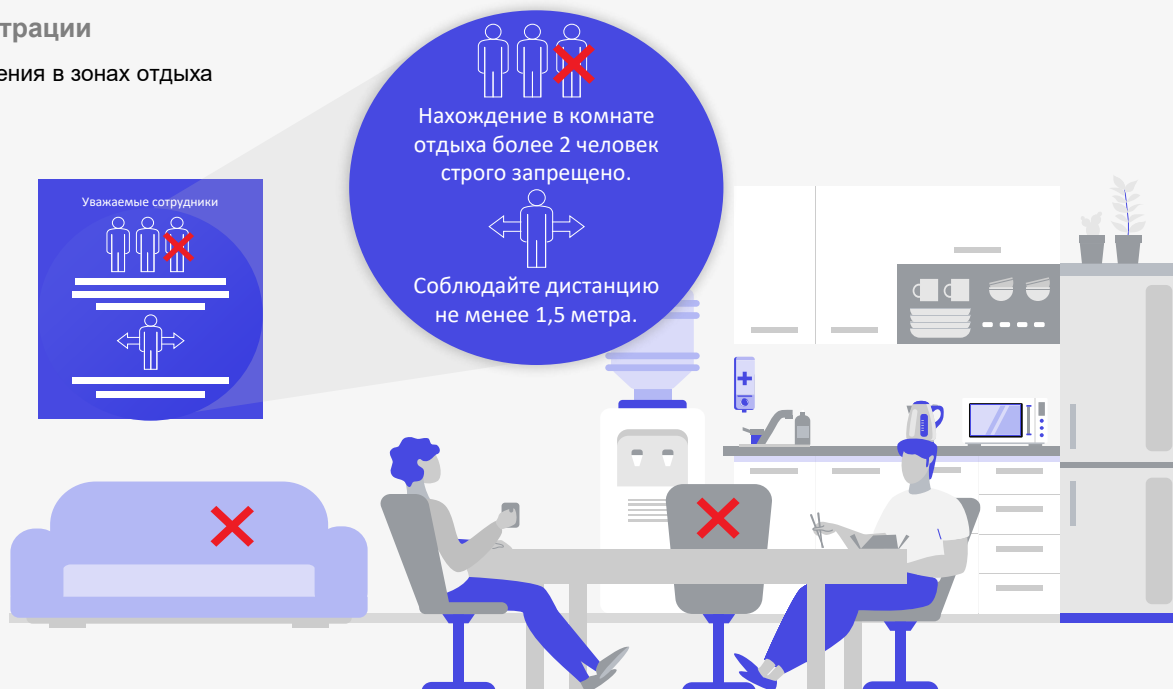 трации
ения в зонах отдыха
Нахождение в комнате
отдыха более 2 человек
строго запрещено.
Соблюдайте дистанцию
не менее 1,5 метра.
Уважаемые сотрудники